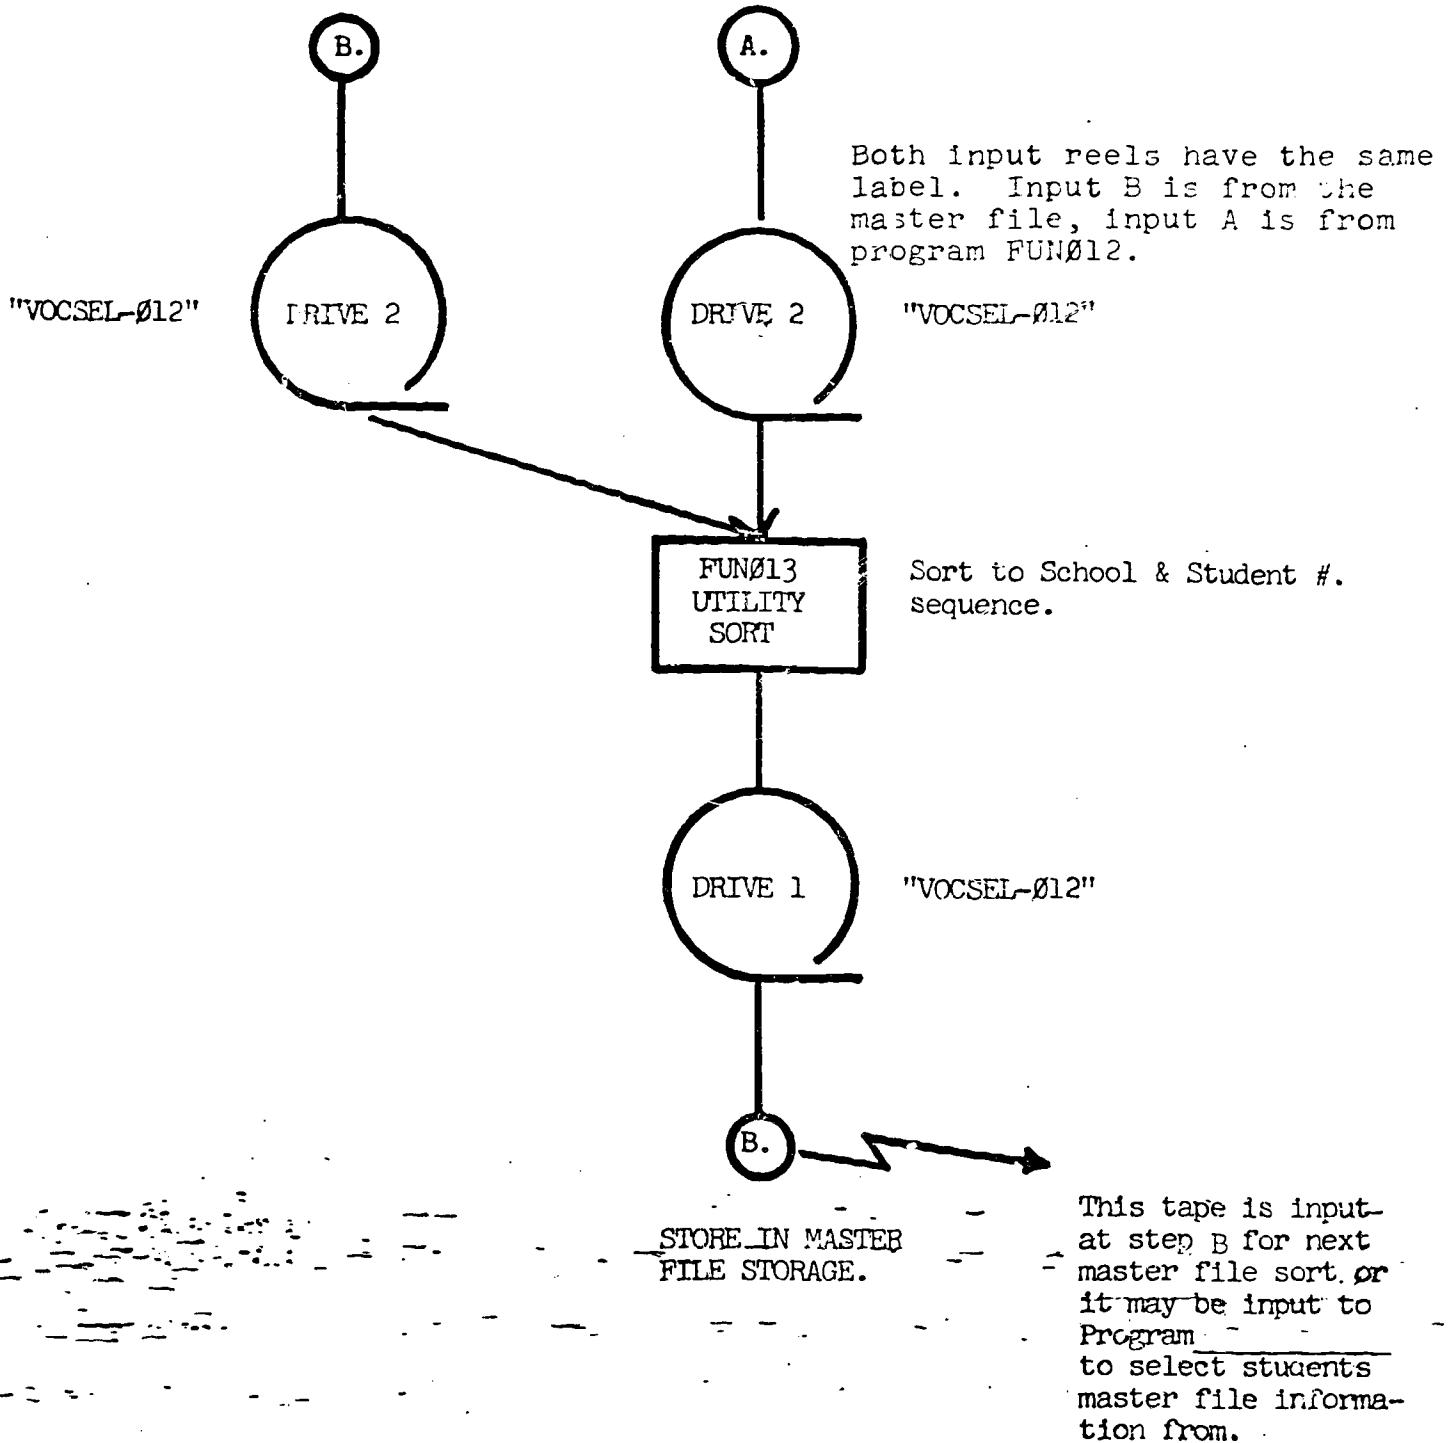 B.
A.
Both input reels have the same
label. Input B is from the
master file, input A is from
program FUNØ12.
"VOCSEL-Ø12"
DRIVE 2
DRIVE 2
"VOCSEL-Ø12"
FUNØ13
UTILITY
SORT
Sort to School & Student #.
sequence.
DRIVE 1
"VOCSEL-Ø12"
B.
STORE IN MASTER
FILE STORAGE.
This tape is input
at step B for next
master file sort. or
it may be input to
Program
to select students
master file informa-
tion from.